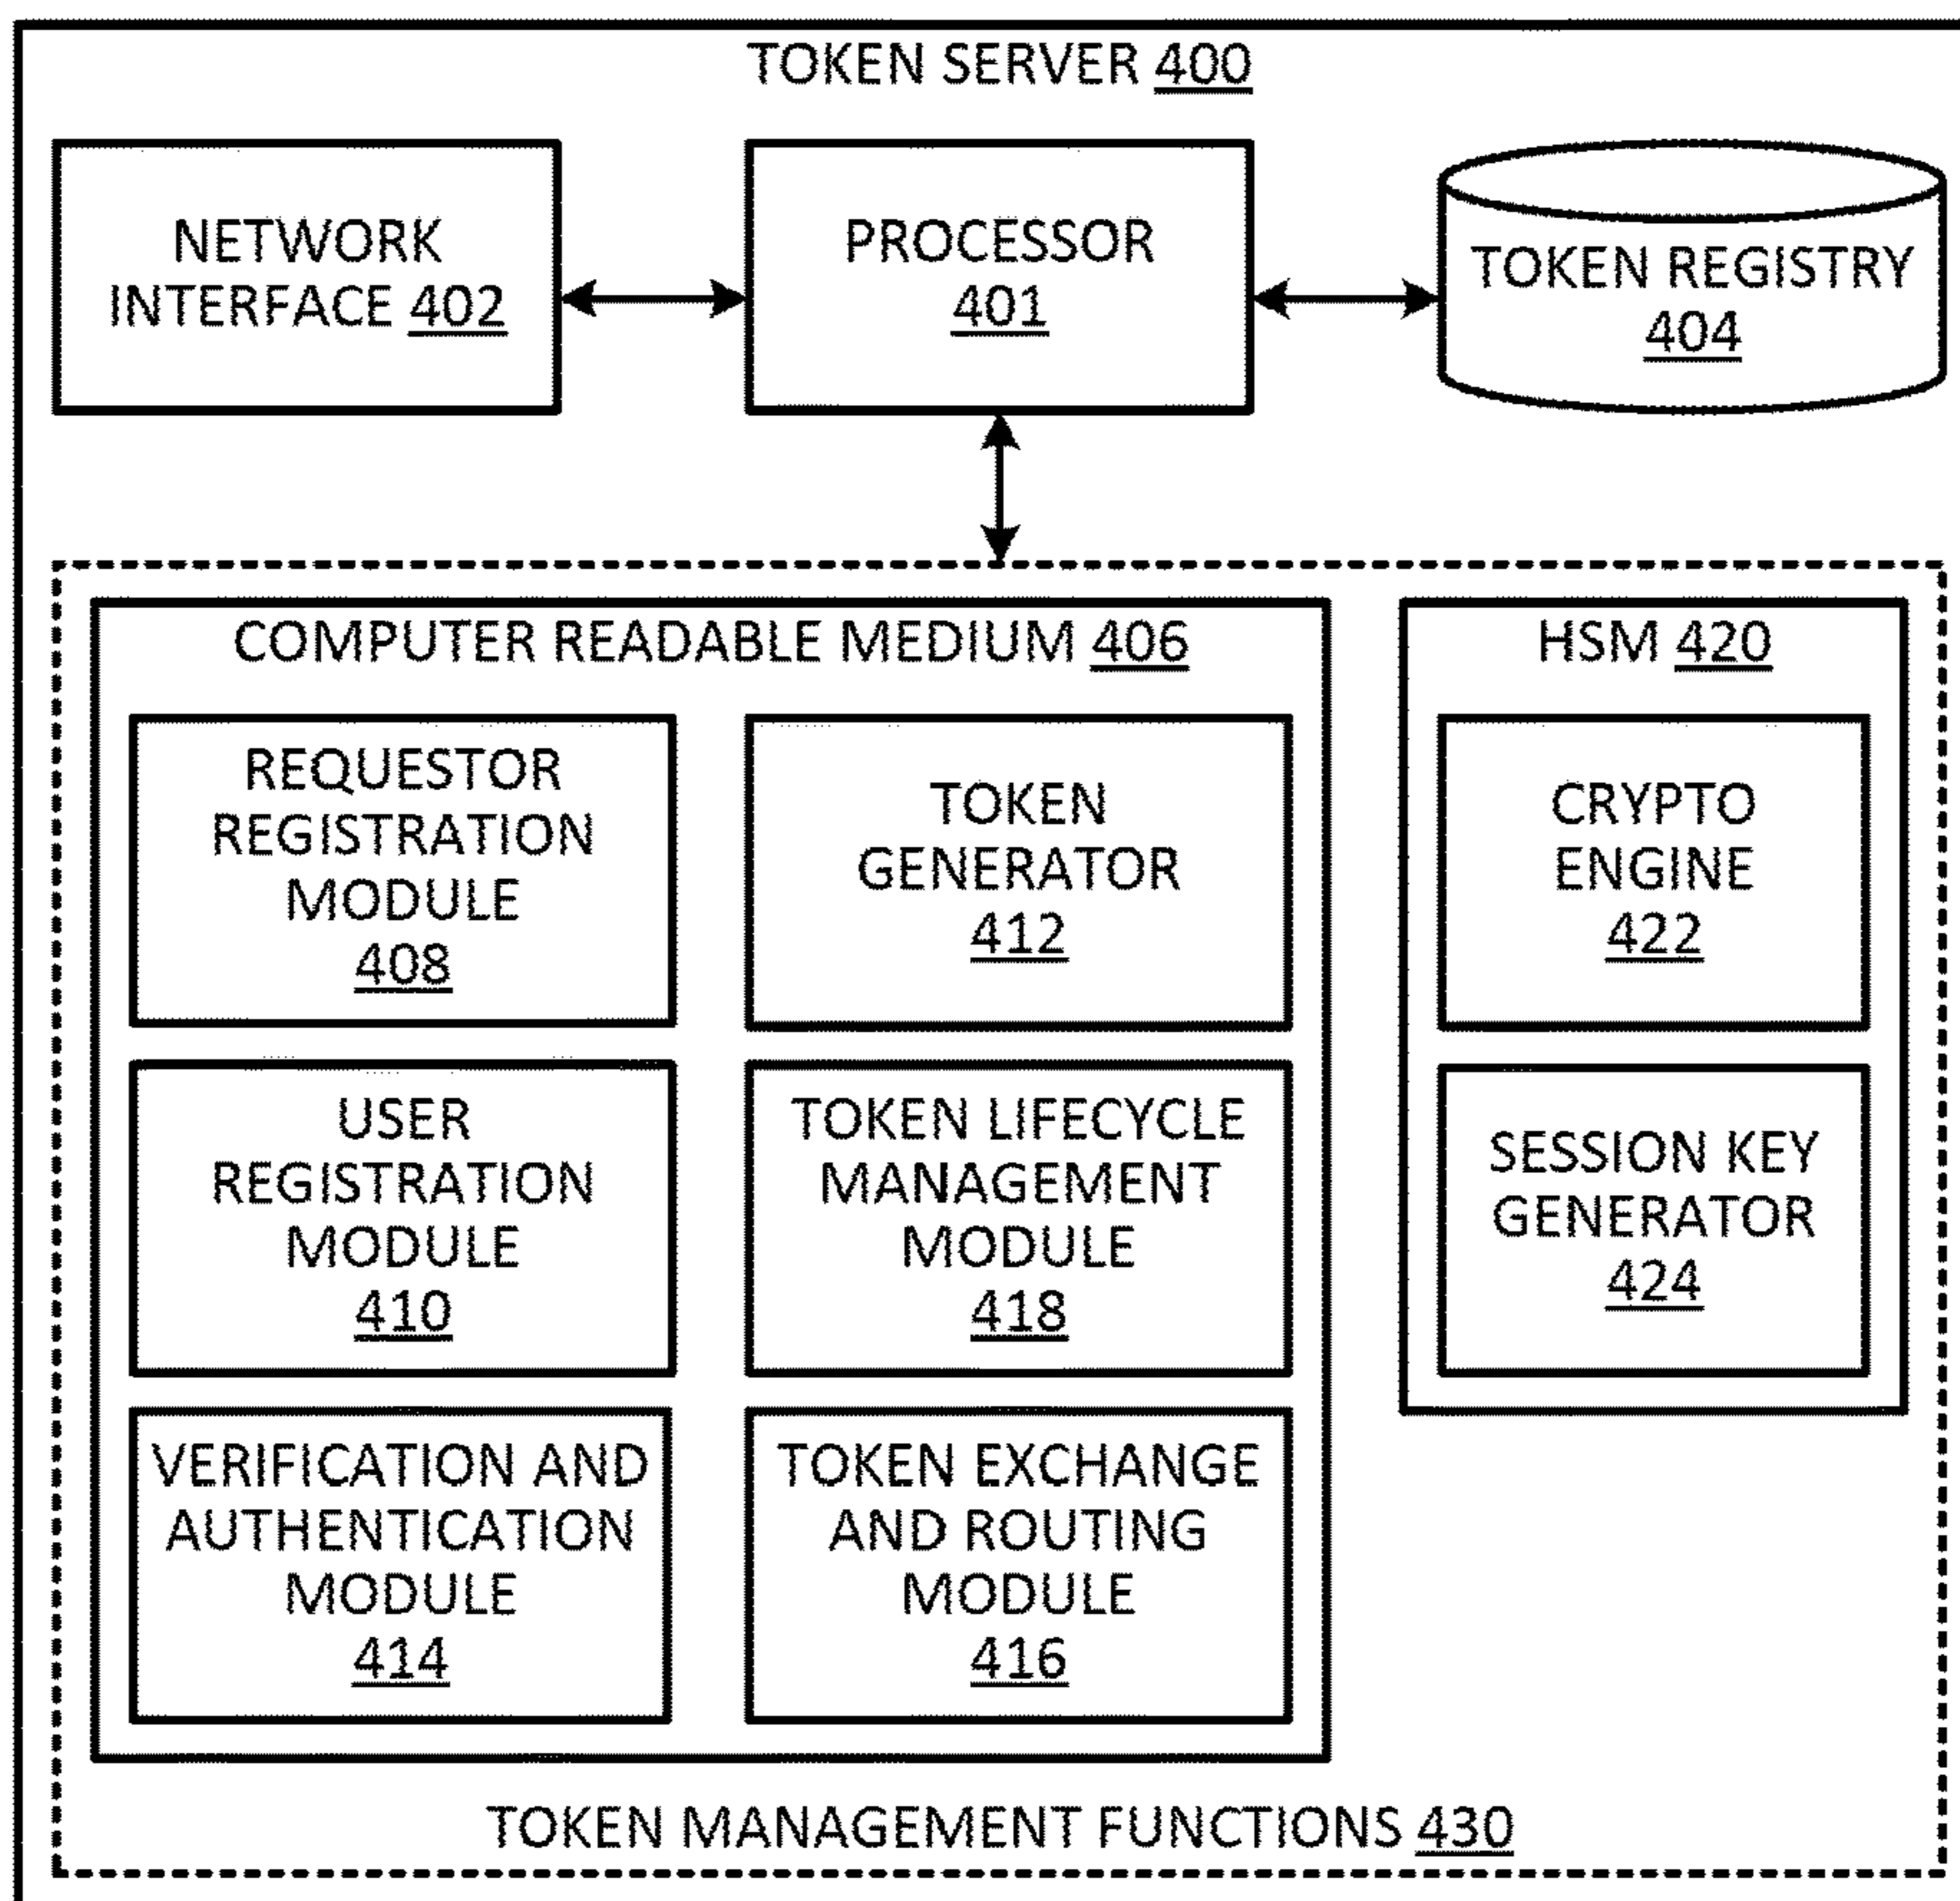 TOKEN SERVER 400
NETWORK
INTERFACE 402
PROCESSOR
401
TOKEN REGISTRY
404
COMPUTER READABLE MEDIUM 406
REQUESTOR
REGISTRATION
MODULE
408
TOKEN
GENERATOR
412
USER
REGISTRATION
MODULE
410
TOKEN LIFECYCLE
MANAGEMENT
MODULE
418
VERIFICATION AND
AUTHENTICATION
MODULE
414
TOKEN EXCHANGE
AND ROUTING
MODULE
416
HSM 420
CRYPTO
ENGINE
422
SESSION KEY
GENERATOR
424
TOKEN MANAGEMENT FUNCTIONS 430